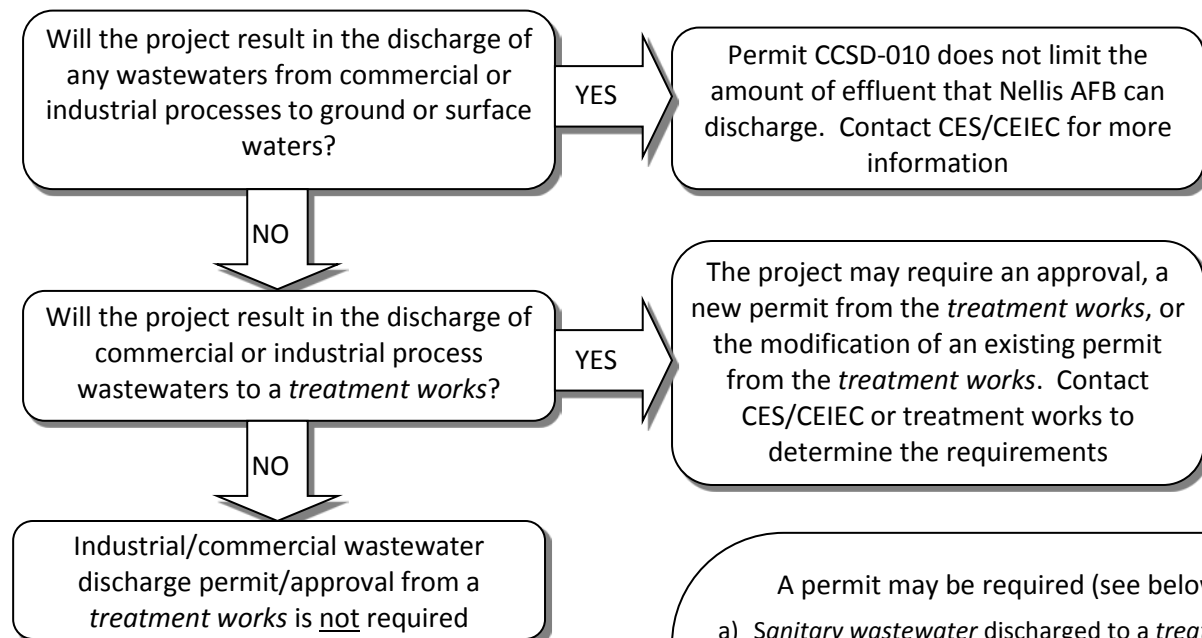 Will the project result in the discharge of
any wastewaters from commercial or
industrial processes to ground or surface
waters?
YES
Permit CCSD-010 does not limit the
amount of effluent that Nellis AFB can
discharge. Contact CES/CEIEC for more
information
NO
Will the project result in the discharge of
commercial or industrial process
wastewaters to a treatment works?
YES
The project may require an approval, a
new permit from the treatment works, or
the modification of an existing permit
from the treatment works. Contact
CES/CEIEC or treatment works to
determine the requirements
NO
Industrial/commercial wastewater
discharge permit/approval from a
treatment works is not required
A permit may be required (see below
a) Sanitary wastewater discharged to a